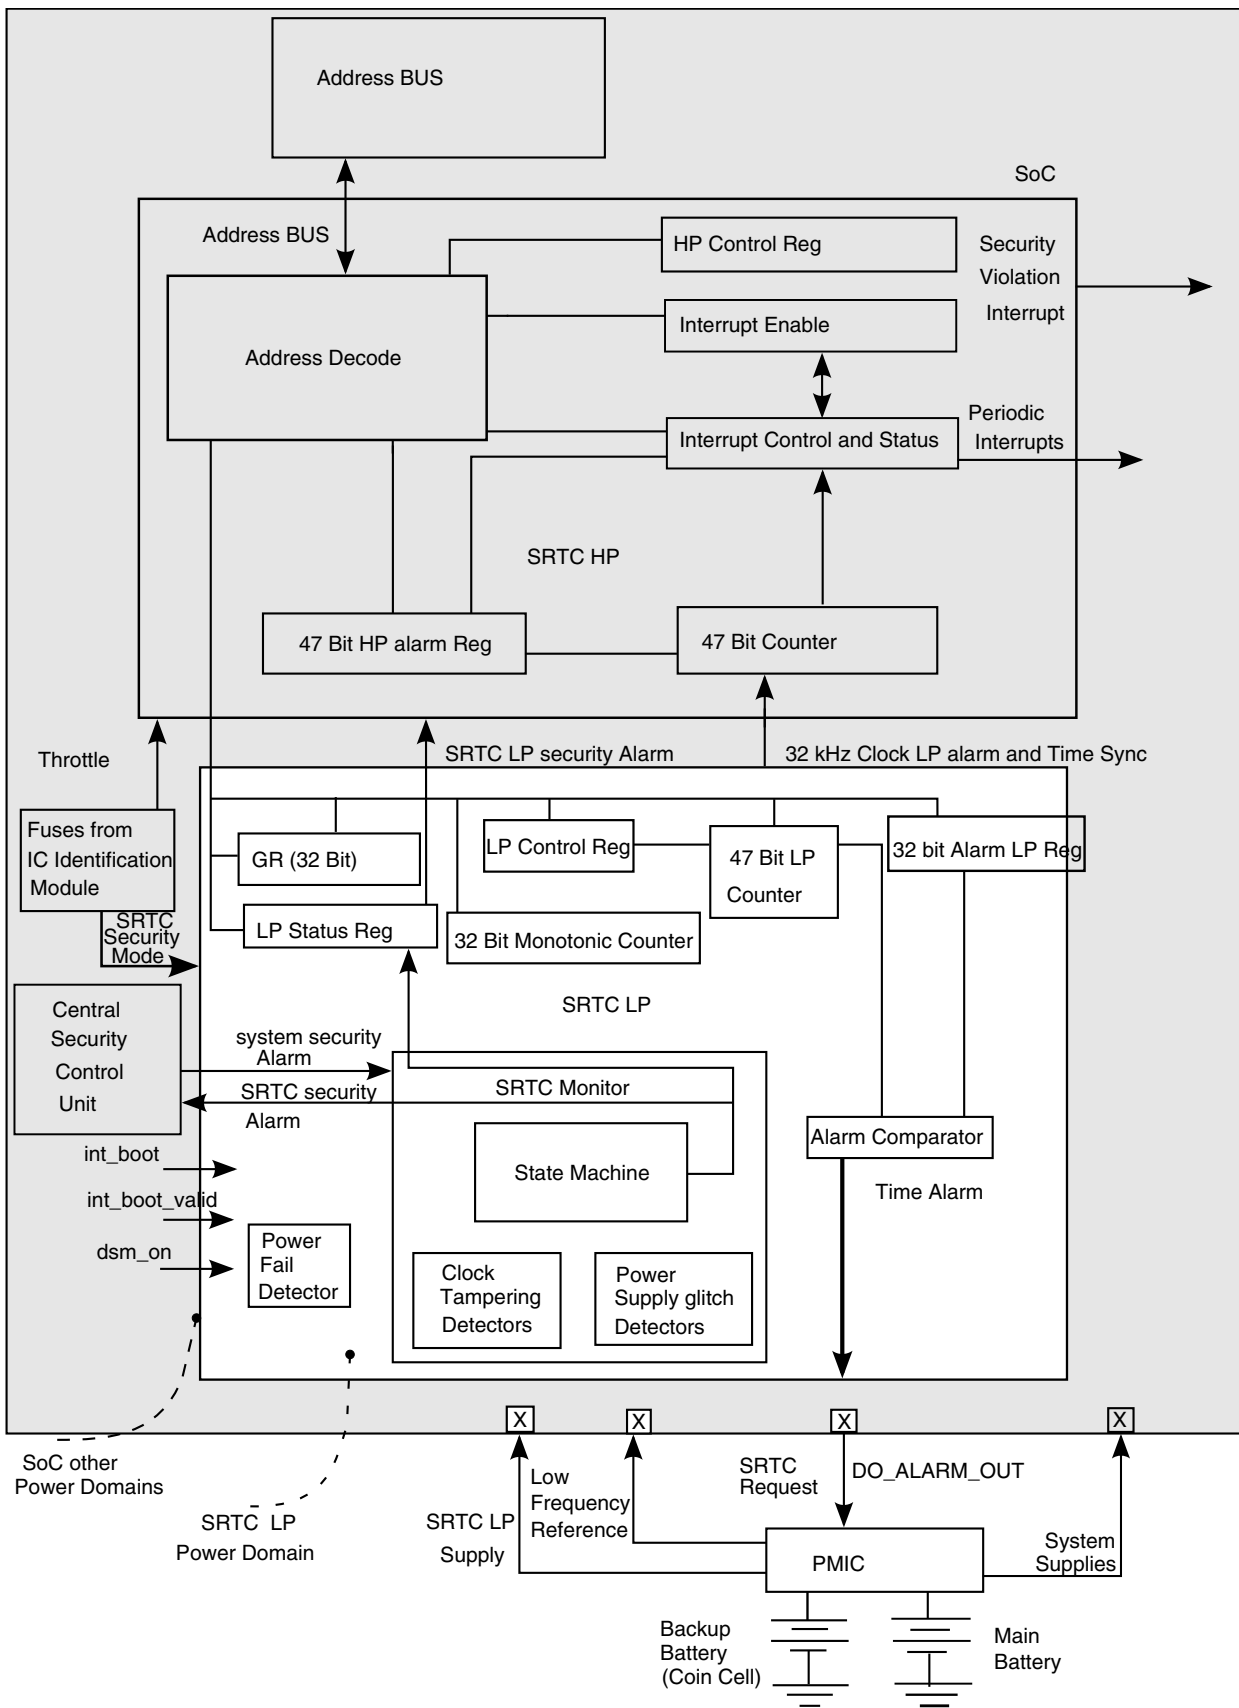 Address BUS
SoC
Address BUS
HP Control Reg
Security
Violation
Interrupt
Interrupt Enable
Address Decode
Periodic
Interrupts
Interrupt Control and Status
SRTC HP
47 Bit HP alarm Reg
47 Bit Counter
Throttle
SRTC LP security Alarm
32 kHz Clock LP alarm and Time Sync
Fuses from
IC Identification
Module
GR (32 Bit)
LP Control Reg
47 Bit LP
Counter
32 bit Alarm LP Reg
SRTC
Security
Mode
LP Status Reg
32 Bit Monotonic Counter
SRTC LP
Central
Security
Control
Unit
system security
Alarm
SRTC security
Alarm
SRTC Monitor
Alarm Comparator
int_boot
State Machine
Time Alarm
int_boot_valid
dsm_on
Power
Fail
Detector
Clock
Tampering
Detectors
Power
Supply glitch
Detectors
X
X
X
X
SoC other
Power Domains
SRTC LP
Power Domain
SRTC LP
Supply
Low
Frequency
Reference
SRTC
Request
DO_ALARM_OUT
PMIC
System
Supplies
Backup
Battery
(Coin Cell)
Main
Battery